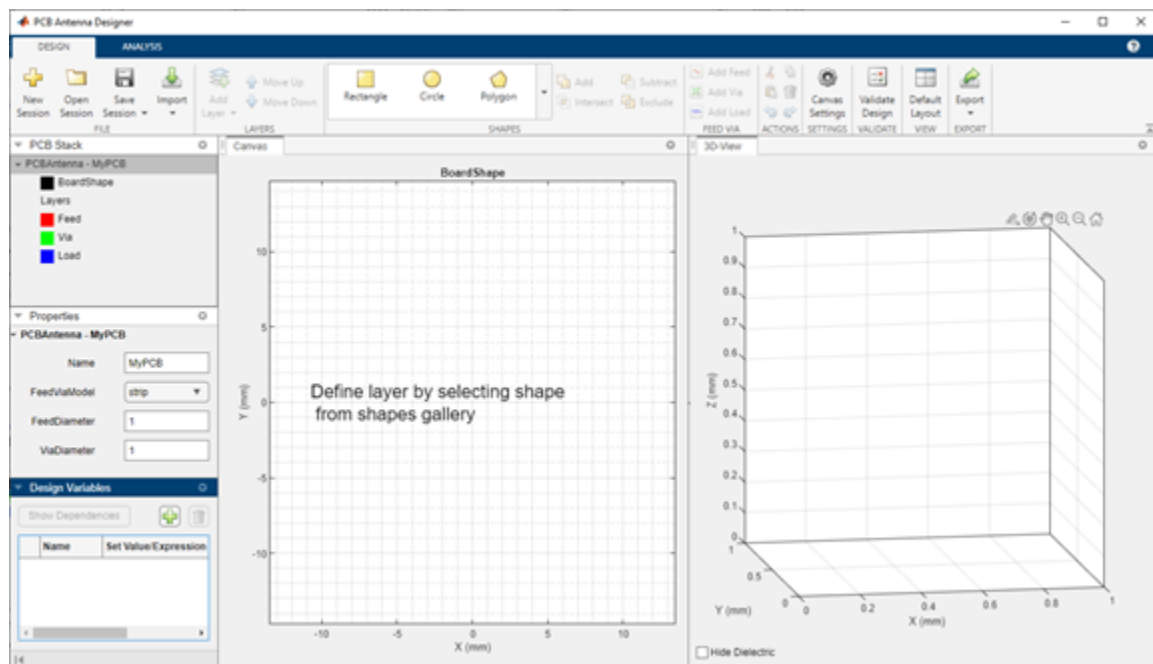 PCB Antenna Designer
DESIGN
ANALYSIS
New Session
Open Session
Save Session
Import
FILE
Add Layer
Move Up
Move Down
LAYERS
Rectangle
Circle
Polygon
Add
Subtract
Intersect
Exclude
SHAPES
Add Feed
Add Via
Add Load
FEED VIA
ACTIONS
Canvas Settings
SETTINGS
Validate Design
VALIDATE
Default Layout
VIEW
Export
EXPORT
PCB Stack
PCBAntenna - MyPCB
BoardShape
Layers
Feed
Via
Load
Properties
PCBAntenna - MyPCB
Name MyPCB
FeedViaModel strip
FeedDiameter 1
ViaDiameter 1
Design Variables
Show Dependencies
Name Set Value/Expression
Canvas
BoardShape
10
5
0
-5
-10
Y (mm)
Define layer by selecting shape
from shapes gallery
-10 -5 0 5 10
X (mm)
3D-View
1
0.9
0.8
0.7
0.6
0.5
0.4
0.3
0.2
0.1
0
Z (mm)
1
0.5
0
Y (mm)
0 0.2 0.4 0.6 0.8 1
X (mm)
Hide Dielectric